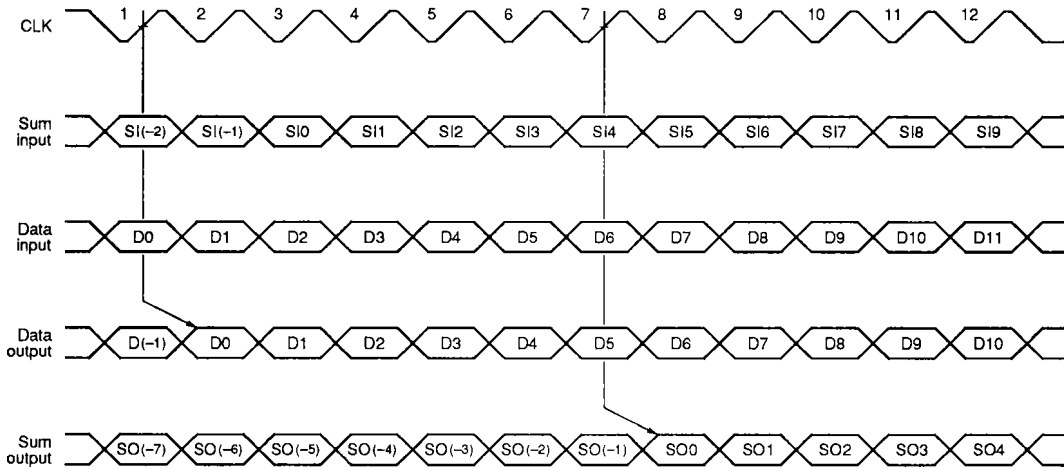 CLK 1 2 3 4 5 6 7 8 9 10 11 12
Sum input SI(−2) SI(−1) SI0 SI1 SI2 SI3 SI4 SI5 SI6 SI7 SI8 SI9
Data input D0 D1 D2 D3 D4 D5 D6 D7 D8 D9 D10 D11
Data output D(−1) D0 D1 D2 D3 D4 D5 D6 D7 D8 D9 D10
Sum output SO(−7) SO(−6) SO(−5) SO(−4) SO(−3) SO(−2) SO(−1) SO0 SO1 SO2 SO3 SO4